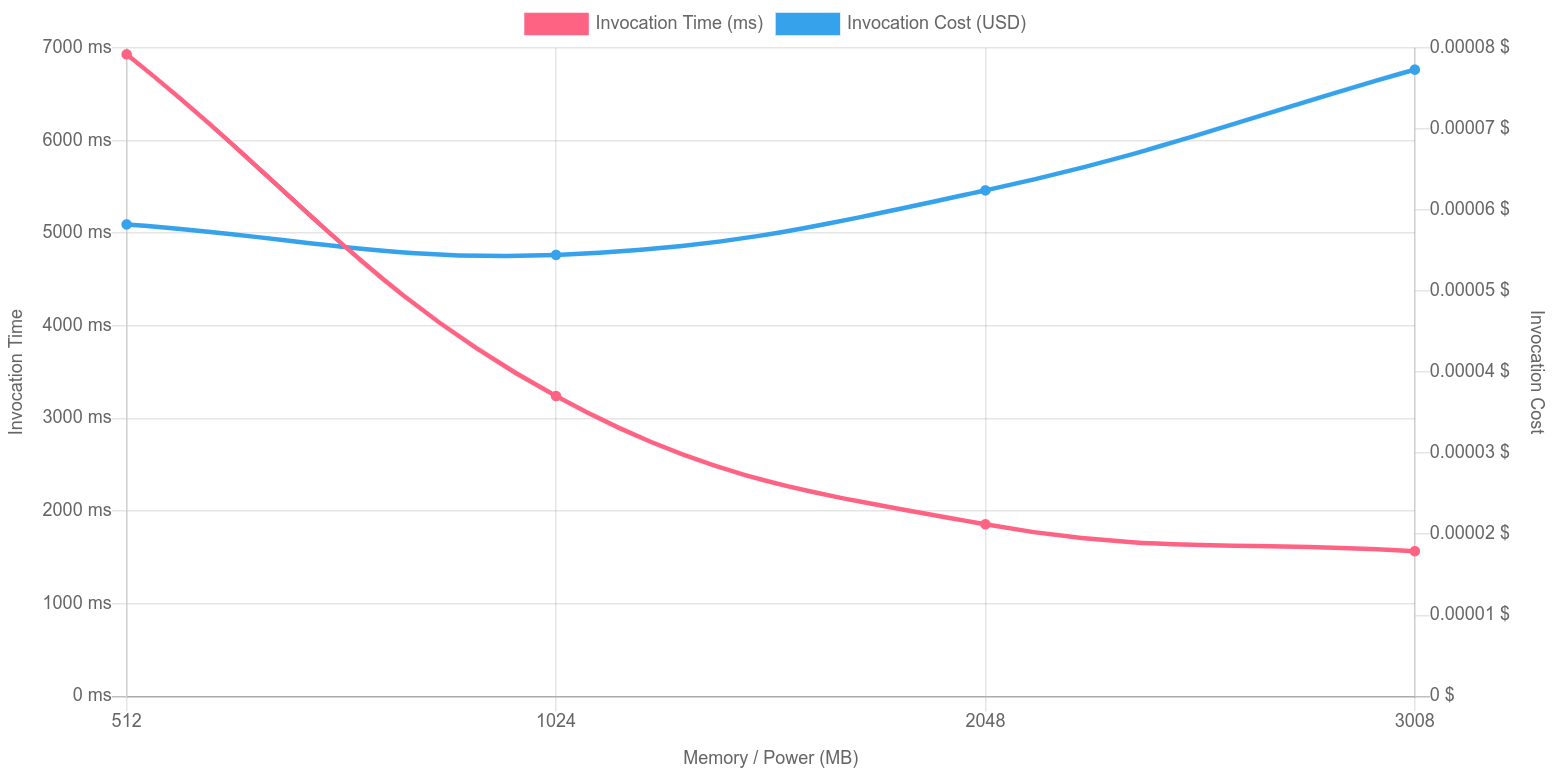 Invocation Time (ms) Invocation Cost (USD)
7000 ms
6000 ms
5000 ms
4000 ms
3000 ms
2000 ms
1000 ms
0 ms
Invocation Time
0.00008 $
0.00007 $
0.00006 $
0.00005 $
0.00004 $
0.00003 $
0.00002 $
0.00001 $
0 $
Invocation Cost
512 1024 2048 3008
Memory / Power (MB)